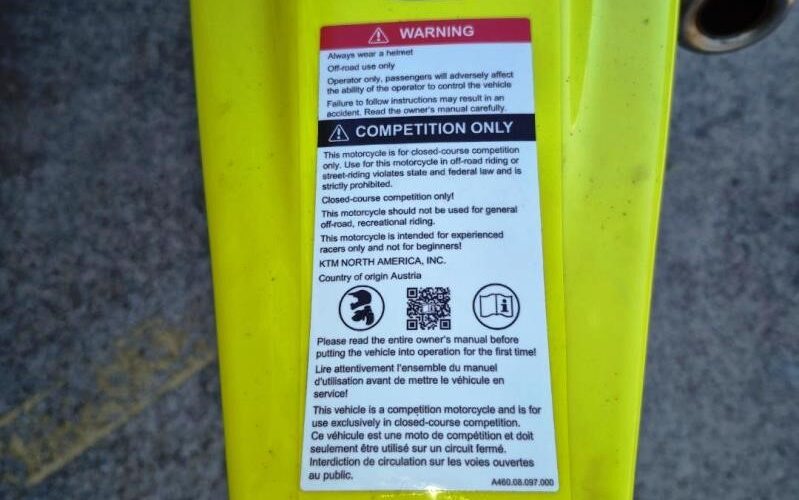 WARNING
Always wear a helmet
Off-road use only
Operator only, passengers will adversely affect
the ability of the operator to control the vehicle
Failure to follow instructions may result in an
accident. Read the owner's manual carefully.
COMPETITION ONLY
This motorcycle is for closed-course competition
only. Use for this motorcycle in off-road riding or
street-riding violates state and federal law and is
strictly prohibited.
Closed-course competition only!
This motorcycle should not be used for general
off-road, recreational riding.
This motorcycle is intended for experienced
racers only and not for beginners!
KTM NORTH AMERICA, INC.
Country of origin Austria
Please read the entire owner's manual before
putting the vehicle into operation for the first time!
Lire attentivement l'ensemble du manuel
d'utilisation avant de mettre le véhicule en
service!
This vehicle is a competition motorcycle and is for
use exclusively in closed-course competition.
Ce véhicule est une moto de compétition et doit
seulement être utilisé sur un circuit fermé.
Interdiction de circulation sur les voies ouvertes
au public.
A460.08.097.000